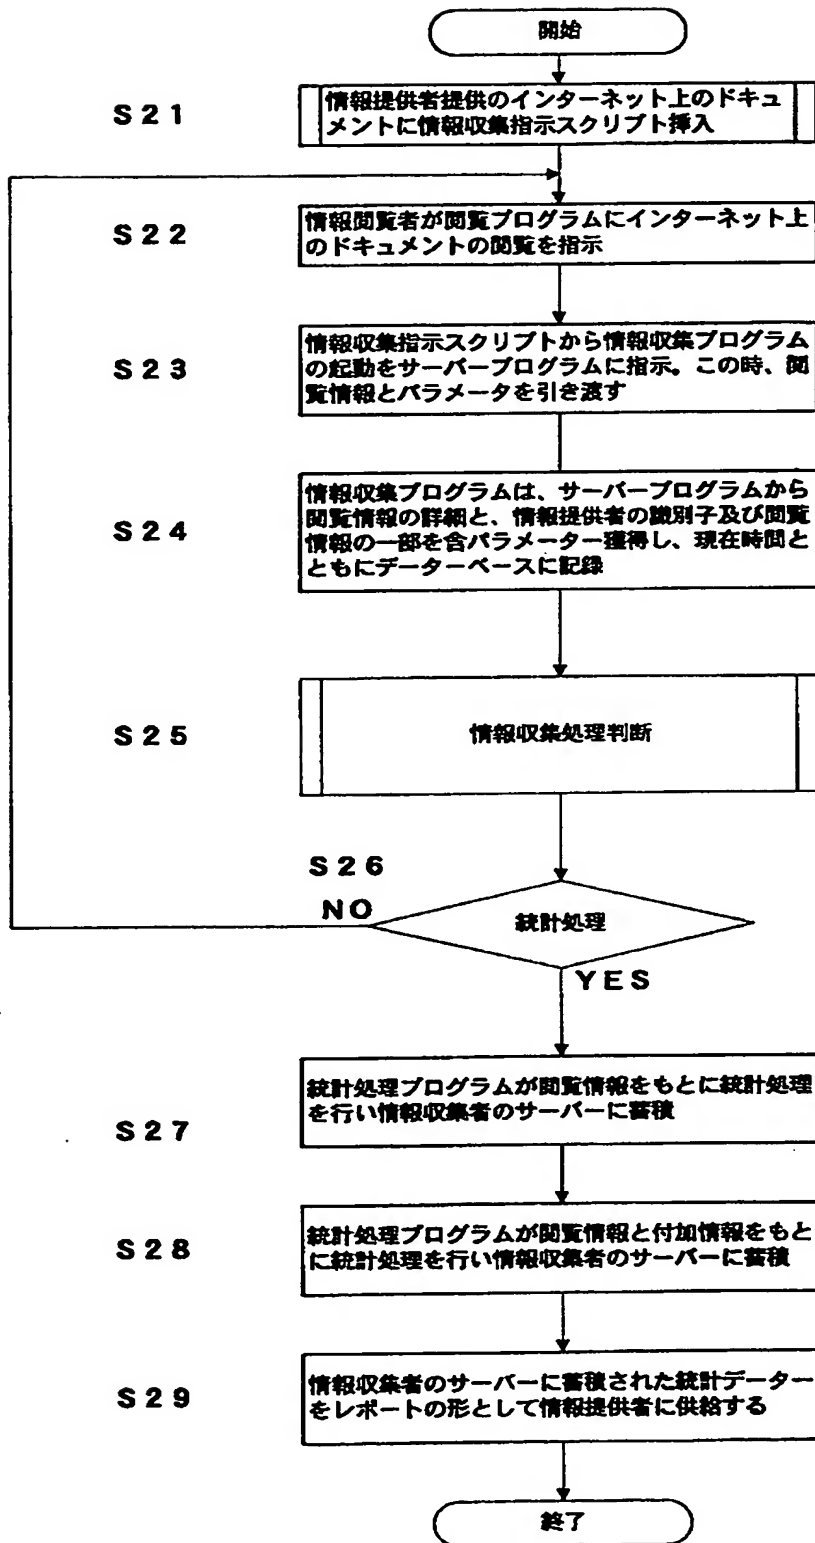 開始
S21
情報提供者提供のインターネット上のドキュ
メントに情報収集指示スクリプト挿入
S22
情報閲覧者が閲覧プログラムにインターネット上
のドキュメントの閲覧を指示
S23
情報収集指示スクリプトから情報収集プログラム
の起動をサーバープログラムに指示。この時、閲
覧情報とパラメータを引き渡す
S24
情報収集プログラムは、サーバープログラムから
閲覧情報の詳細と、情報提供者の識別子及び閲覧
情報の一部を含パラメーター獲得し、現在時間と
ともにデーターベースに記録
S25
情報収集処理判断
S26
NO
統計処理
YES
S27
統計処理プログラムが閲覧情報をもとに統計処理
を行い情報収集者のサーバーに蓄積
S28
統計処理プログラムが閲覧情報と付加情報をもと
に統計処理を行い情報収集者のサーバーに蓄積
S29
情報収集者のサーバーに蓄積された統計データー
をレポートの形として情報提供者に供給する
終了